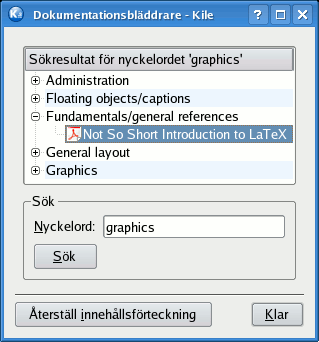 Dokumentationsbläddrare - Kile
Sökresultat för nyckelordet 'graphics'
Administration
Floating objects/captions
Fundamentals/general references
Not So Short Introduction to LaTeX
General layout
Graphics
Sök
Nyckelord: graphics
Sök
Återställ innehållsförteckning
Klar